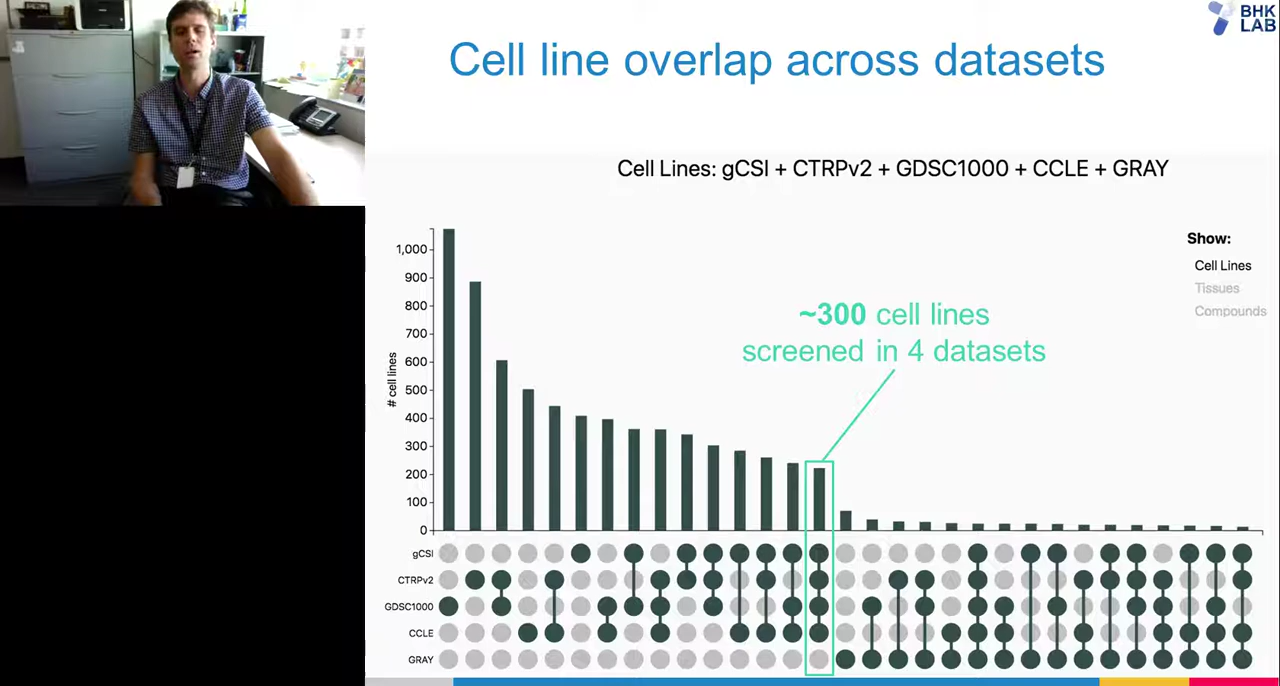 BHK
LAB
Cell line overlap across datasets
Cell Lines: gCSI + CTRPv2 + GDSC1000 + CCLE + GRAY
Show:
Cell Lines
Tissues
Compounds
~300 cell lines
screened in 4 datasets
# cell lines
1,000
900
800
700
600
500
400
300
200
100
0
gCSI
CTRPv2
GDSC1000
CCLE
GRAY